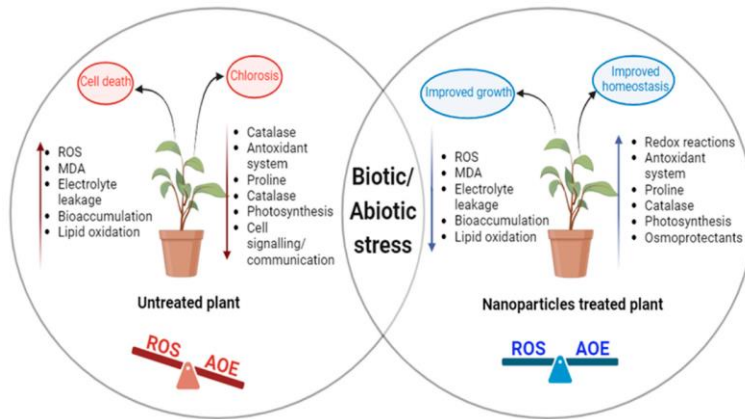 Cell death
Chlorosis
• ROS
• MDA
• Electrolyte
leakage
• Bioaccumulation
• Lipid oxidation
• Catalase
• Antioxidant
system
• Proline
• Catalase
• Photosynthesis
• Cell
signalling/
communication
Untreated plant
ROS AOE
Biotic/
Abiotic
stress
Improved growth
Improved
homeostasis
• ROS
• MDA
• Electrolyte
leakage
• Bioaccumulation
• Lipid oxidation
• Redox reactions
• Antioxidant
system
• Proline
• Catalase
• Photosynthesis
• Osmoprotectants
Nanoparticles treated plant
ROS AOE